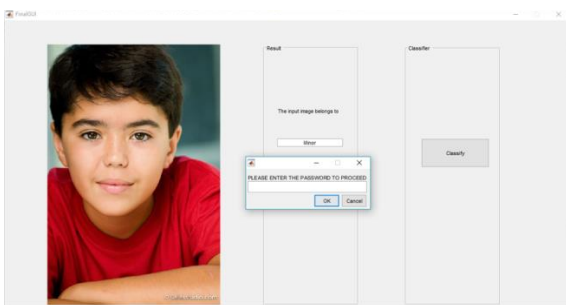 FinalGUI
Result
Classifier
The input image belongs to
Minor
Classify
PLEASE ENTER THE PASSWORD TO PROCEED
OK
Cancel